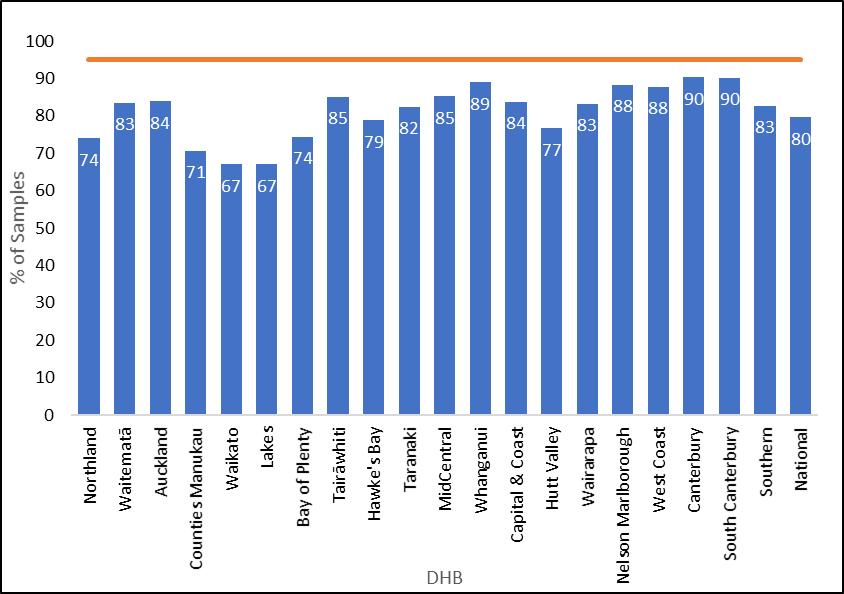 % of Samples
100
90
80
70
60
50
40
30
20
10
0
74
83
84
71
67
67
74
85
79
82
85
89
84
77
83
88
88
90
90
83
80
Northland
Waitematā
Auckland
Counties Manukau
Waikato
Lakes
Bay of Plenty
Tairāwhiti
Hawke's Bay
Taranaki
MidCentral
Whanganui
Capital & Coast
Hutt Valley
Wairarapa
Nelson Marlborough
West Coast
Canterbury
South Canterbury
Southern
National
DHB